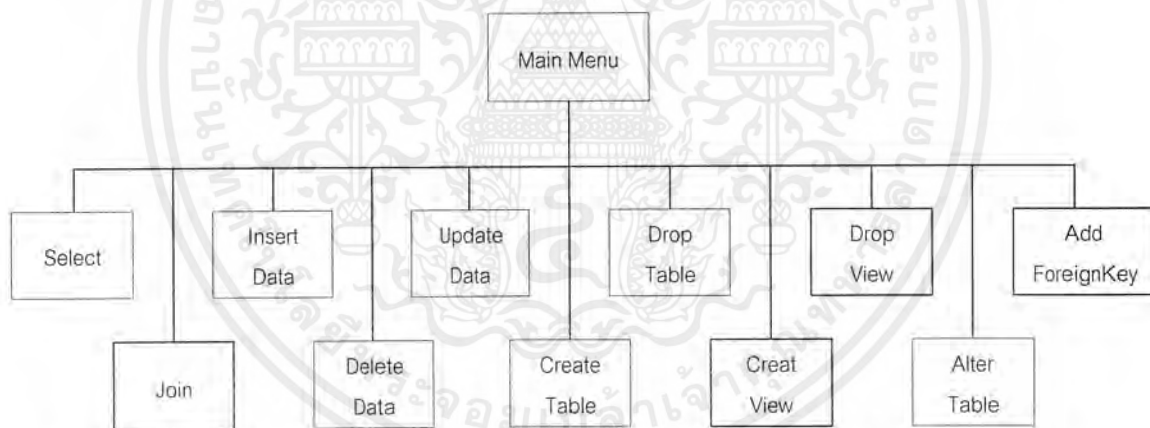 Main Menu
Select
Insert
Data
Update
Data
Drop
Table
Drop
View
Add
ForeignKey
Join
Delete
Data
Create
Table
Creat
View
Alter
Table